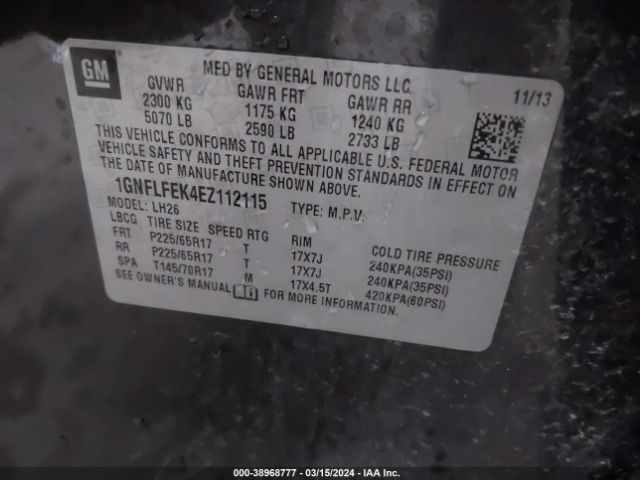 GM
MFD BY GENERAL MOTORS LLC
GVWR GAWR FRT GAWR RR 11/13
2300 KG 1175 KG 1240 KG
5070 LB 2590 LB 2733 LB
THIS VEHICLE CONFORMS TO ALL APPLICABLE U.S. FEDERAL MOTOR
VEHICLE SAFETY AND THEFT PREVENTION STANDARDS IN EFFECT ON
THE DATE OF MANUFACTURE SHOWN ABOVE.
1GNFLFEK4EZ112115 TYPE: M.P.V.
MODEL: LH26
LBCG TIRE SIZE SPEED RTG RIM COLD TIRE PRESSURE
FRT P225/65R17 T 17X7J 240KPA(35PSI)
RR P225/65R17 T 17X7J 240KPA(35PSI)
SPA T145/70R17 M 17X4.5T 420KPA(60PSI)
SEE OWNER'S MANUAL FOR MORE INFORMATION.
000-38968777 - 03/15/2024 - IAA Inc.